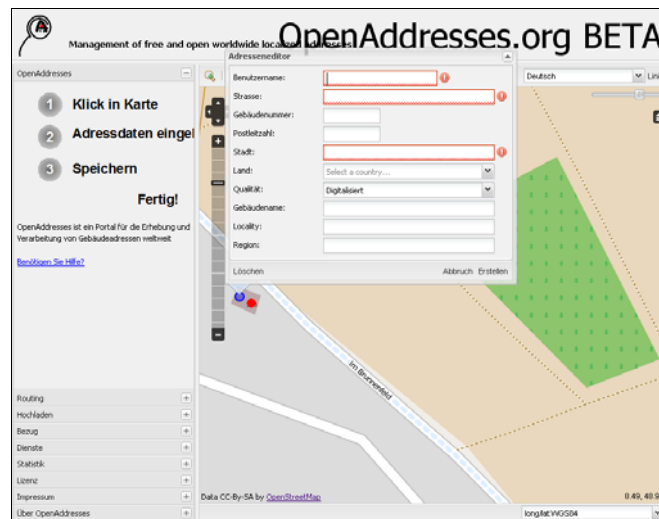 OpenAddresses.org BETA
Management of free and open worldwide localized addresses
Adresseneditor
OpenAddresses
Deutsch
1 Klick in Karte
2 Adressdaten eingel
3 Speichern
Fertig!
OpenAddresses ist ein Portal für die Erhebung und
Verarbeitung von Gebäudeadressen weltweit
Benötigen Sie Hilfe?
Benutzername:
Strasse:
Gebäudenummer:
Postleitzahl:
Stadt:
Land: Select a country...
Qualität: Digitalisiert
Gebäudename:
Locality:
Region:
Löschen Abbruch Erstellen
Im Brunnenfeld
Routing
Hochladen
Bezug
Dienste
Statistik
Lizenz
Impressum
Über OpenAddresses
Data CC-By-SA by OpenStreetMap
long/lat WGS84